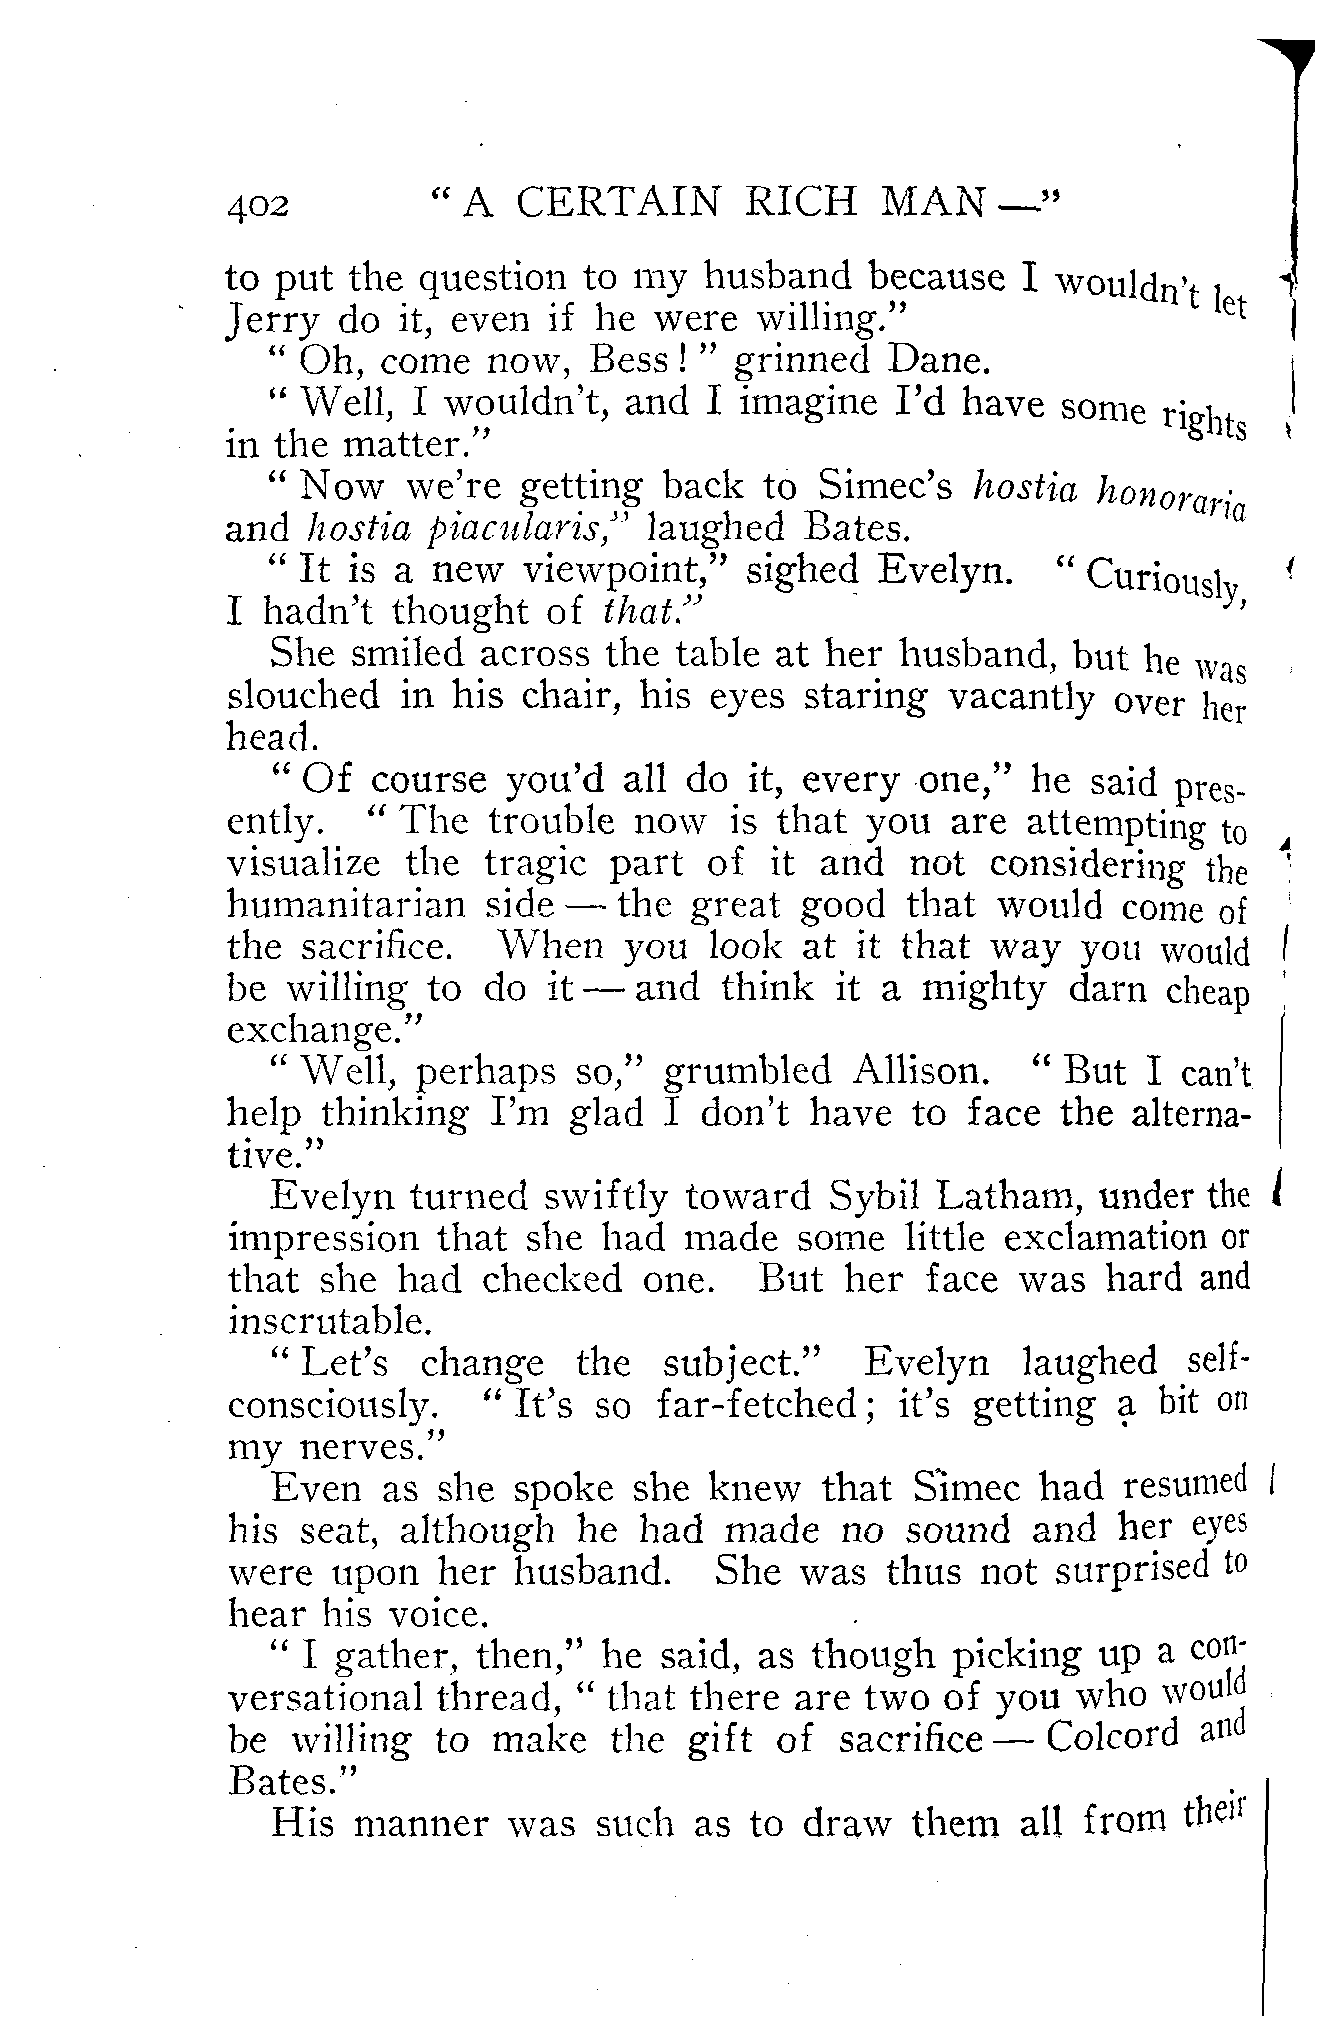 402 " A CERTAIN RICH MAN —"
to put the question to my husband because I wouldn't let
Jerry do it, even if he were willing."
" Oh, come now, Bess ! " grinned Dane.
" Well, I wouldn't, and I imagine I'd have some rights
in the matter."
" Now we're getting back to Simec's hostia honoraria
and hostia piacularis," laughed Bates.
" It is a new viewpoint," sighed Evelyn. " Curiously,
I hadn't thought of that."
She smiled across the table at her husband, but he was
slouched in his chair, his eyes staring vacantly over her
head.
" Of course you'd all do it, every one," he said pres-
ently. " The trouble now is that you are attempting to
visualize the tragic part of it and not considering the
humanitarian side — the great good that would come of
the sacrifice. When you look at it that way you would
be willing to do it — and think it a mighty darn cheap
exchange."
" Well, perhaps so," grumbled Allison. " But I can't
help thinking I'm glad I don't have to face the alterna-
tive."
Evelyn turned swiftly toward Sybil Latham, under the
impression that she had made some little exclamation or
that she had checked one. But her face was hard and
inscrutable.
" Let's change the subject." Evelyn laughed self-
consciously. " It's so far-fetched ; it's getting a bit on
my nerves."
Even as she spoke she knew that Simec had resumed
his seat, although he had made no sound and her eyes
were upon her husband. She was thus not surprised to
hear his voice.
" I gather, then," he said, as though picking up a con-
versational thread, " that there are two of you who would
be willing to make the gift of sacrifice — Colcord and
Bates."
His manner was such as to draw them all from their